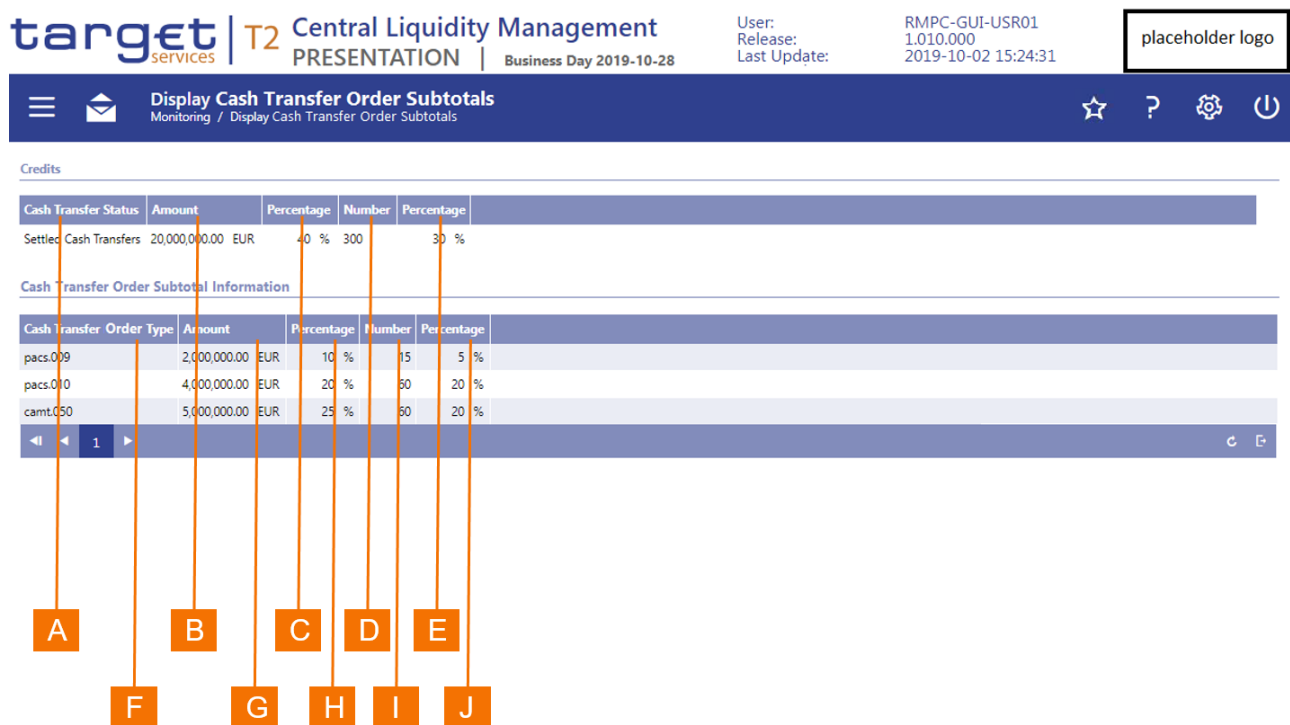 target services T2 Central Liquidity Management
PRESENTATION | Business Day 2019-10-28
User: RMPC-GUI-USR01
Release: 1.010.000
Last Update: 2019-10-02 15:24:31
placeholder logo
Display Cash Transfer Order Subtotals
Monitoring / Display Cash Transfer Order Subtotals
?
Credits
Cash Transfer Status Amount Percentage Number Percentage
Settled Cash Transfers 20,000,000.00 EUR 40 % 300 30 %
Cash Transfer Order Subtotal Information
Cash Transfer Order Type Amount Percentage Number Percentage
pacs.009 2,000,000.00 EUR 10 % 15 5 %
pacs.010 4,000,000.00 EUR 20 % 60 20 %
camt.050 5,000,000.00 EUR 25 % 60 20 %
1
A B C D E
F G H I J